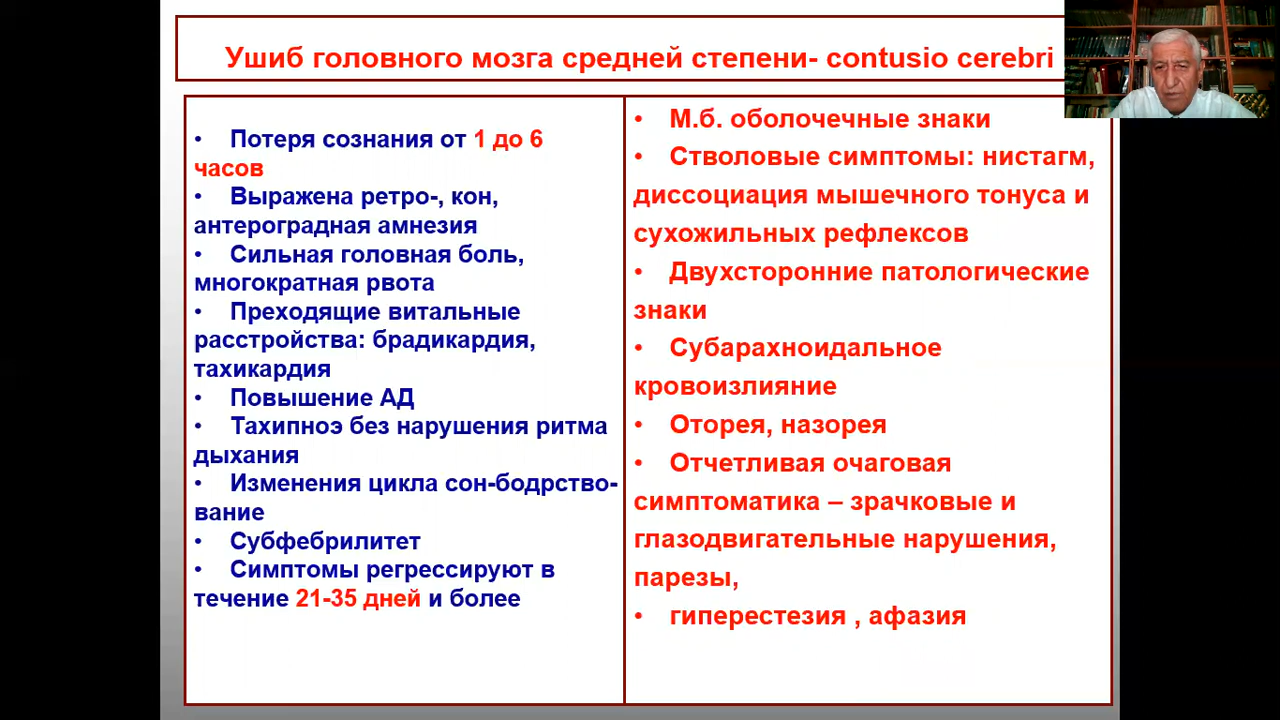 Ушиб головного мозга средней степени- contusio cerebri
• Потеря сознания от 1 до 6
часов
• Выражена ретро-, кон,
антероградная амнезия
• Сильная головная боль,
многократная рвота
• Преходящие витальные
расстройства: брадикардия,
тахикардия
• Повышение АД
• Тахипноэ без нарушения ритма
дыхания
• Изменения цикла сон-бодрство-
вание
• Субфебрилитет
• Симптомы регрессируют в
течение 21-35 дней и более
• М.б. оболочечные знаки
• Стволовые симптомы: нистагм,
диссоциация мышечного тонуса и
сухожильных рефлексов
• Двухсторонние патологические
знаки
• Субарахноидальное
кровоизлияние
• Оторея, назорея
• Отчетливая очаговая
симптоматика – зрачковые и
глазодвигательные нарушения,
парезы,
• гиперестезия , афазия